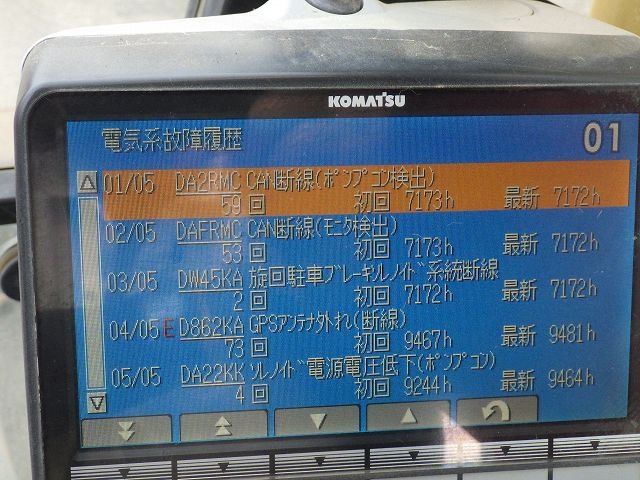 KOMATSU
電気系故障履歴 01
01/05 DA2RMC CAN断線(ポンプコン検出)
59 回 初回 7173h 最新 7172h
02/05 DAFRMC CAN断線(モニタ検出)
53 回 初回 7173h 最新 7172h
03/05 DW45KA 旋回駐車ブレーキソレノイド系統断線
2 回 初回 7172h 最新 7172h
04/05 E D862KA GPSアンテナ外れ(断線)
73 回 初回 9467h 最新 9481h
05/05 DA22KK ソレノイド電源電圧低下(ポンプコン)
4 回 初回 9244h 最新 9464h